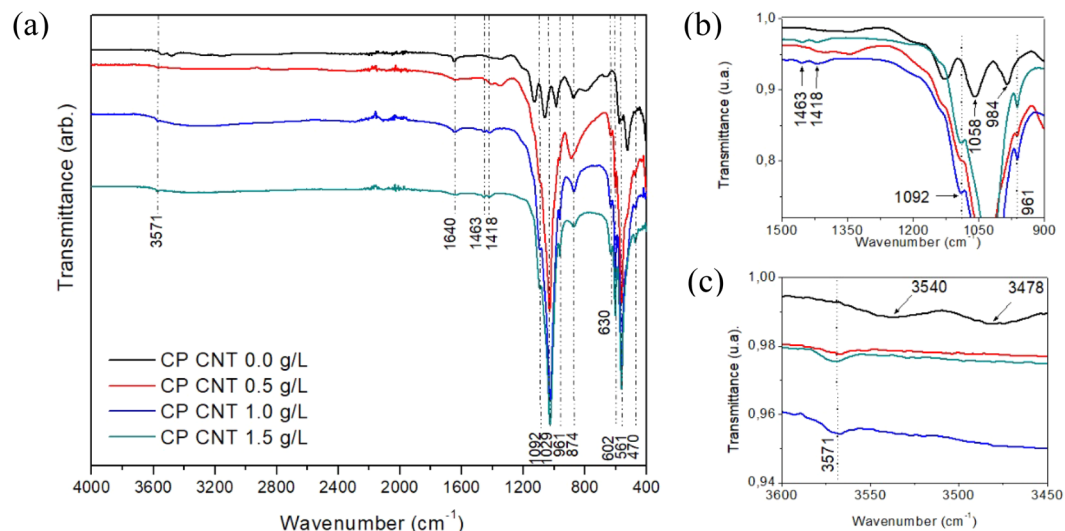 (a)
Transmittance (arb.)
3571
1640
1463
1418
630
1092
1029
961
874
602
561
470
CP CNT 0.0 g/L
CP CNT 0.5 g/L
CP CNT 1.0 g/L
CP CNT 1.5 g/L
4000 3600 3200 2800 2400 2000 1600 1200 800 400
Wavenumber (cm-1)
(b)
Transmittance (u.a.)
1,0
0,9
0,8
1463
1418
1058
984
1092
961
1500 1350 1200 1050 900
Wavenumber (cm-1)
(c)
Transmittance (u.a).
1,00
0,98
0,96
0,94
3540
3478
3571
3600 3550 3500 3450
Wavenumber (cm-1)